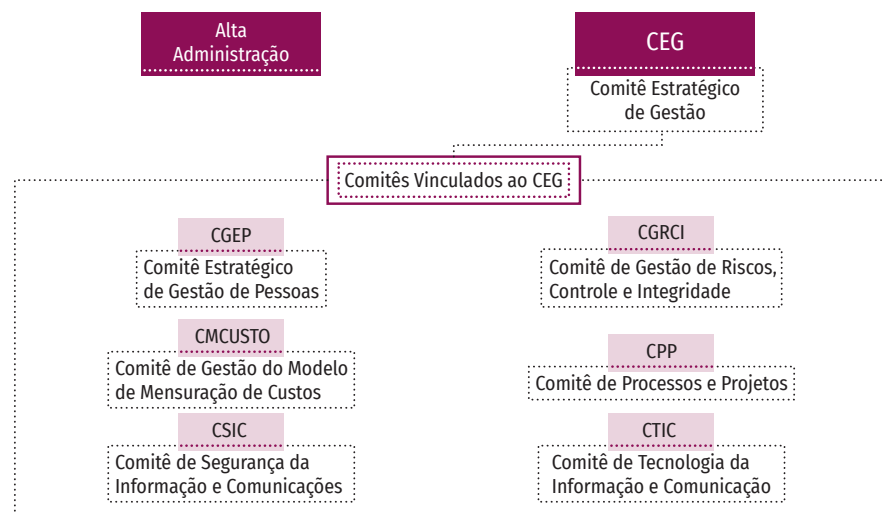 Alta
Administração
CEG
Comitê Estratégico
de Gestão
Comitês Vinculados ao CEG
CGEP
Comitê Estratégico
de Gestão de Pessoas
CGRCI
Comitê de Gestão de Riscos,
Controle e Integridade
CMCUSTO
Comitê de Gestão do Modelo
de Mensuração de Custos
CPP
Comitê de Processos e Projetos
CSIC
Comitê de Segurança da
Informação e Comunicações
CTIC
Comitê de Tecnologia da
Informação e Comunicação